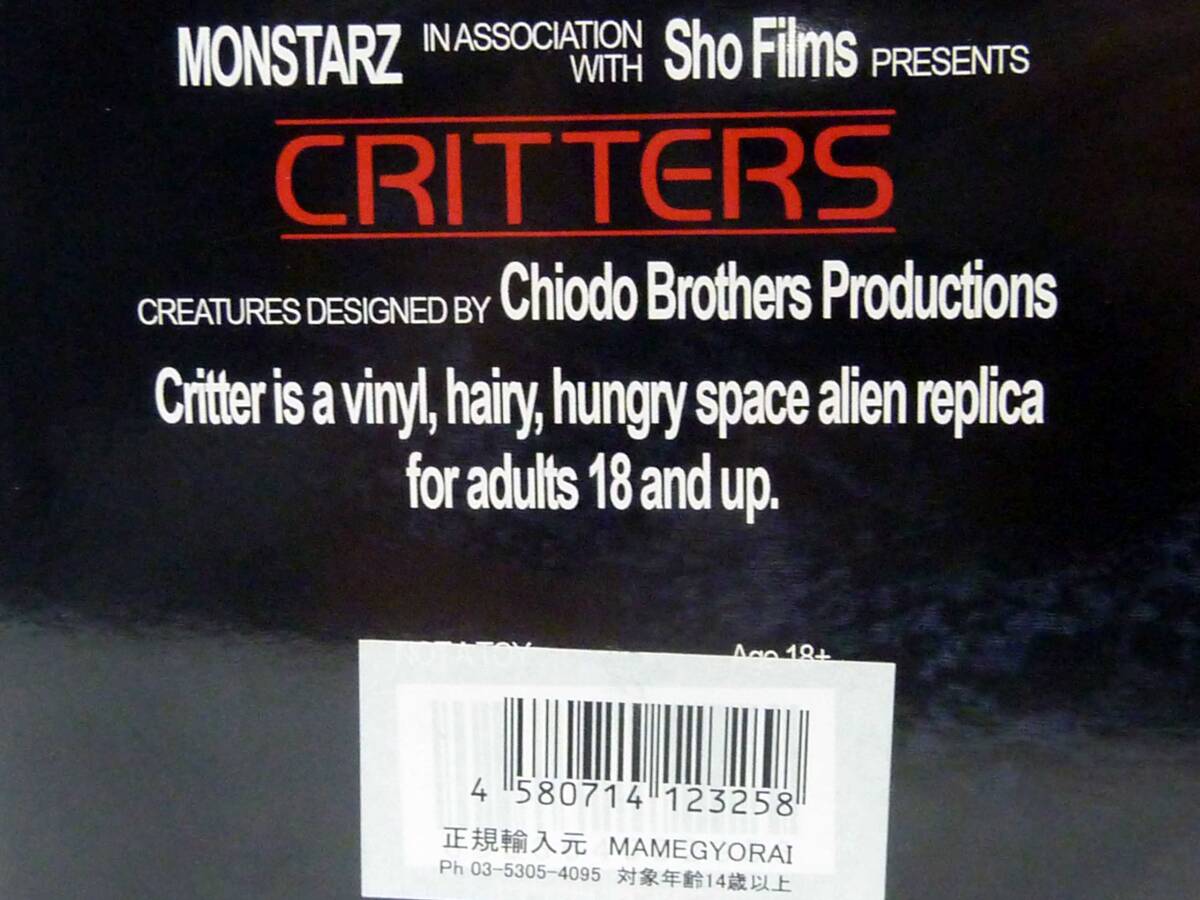 MONSTARZ IN ASSOCIATION WITH Sho Films PRESENTS
CRITTERS
CREATURES DESIGNED BY Chiodo Brothers Productions
Critter is a vinyl, hairy, hungry space alien replica
for adults 18 and up.
NOT A TOY Age 18+
4 580714 123258
正規輸入元 MAMEGYORAI
Ph 03-5305-4095 対象年齢14歳以上